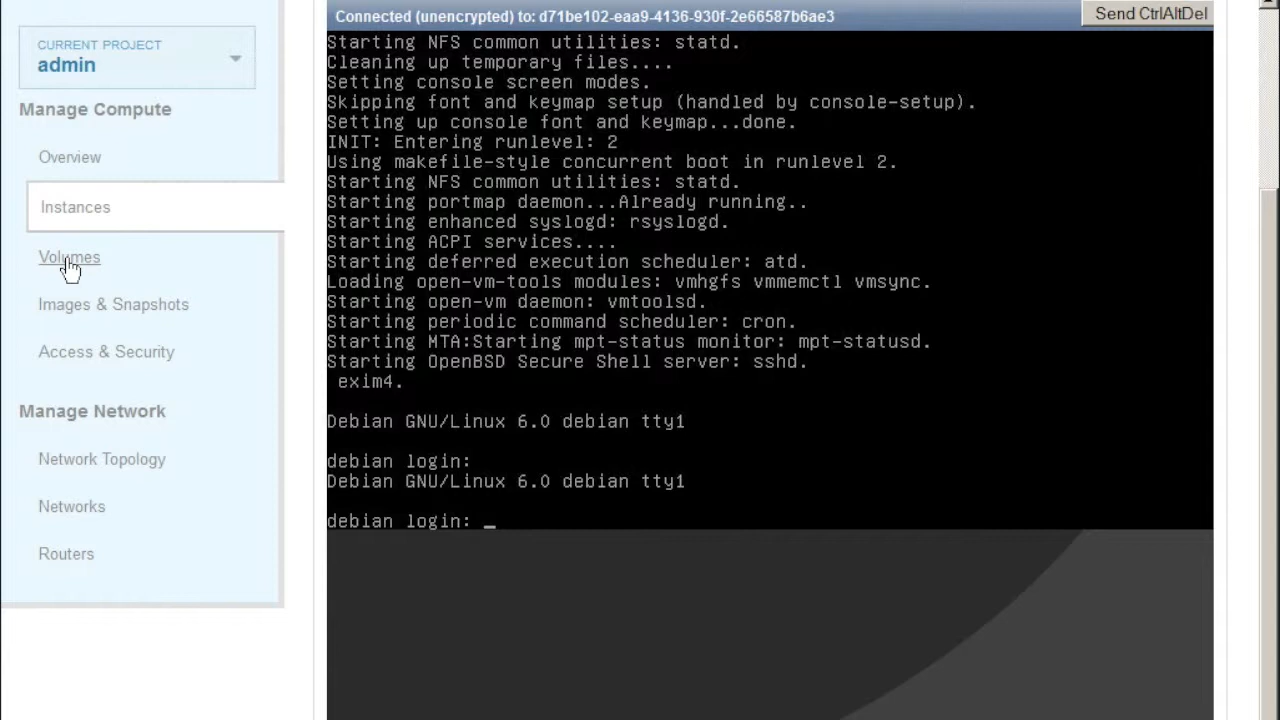 CURRENT PROJECT
admin
Manage Compute
Overview
Instances
Volumes
Images & Snapshots
Access & Security
Manage Network
Network Topology
Networks
Routers
Connected (unencrypted) to: d71be102-eaa9-4136-930f-2e66587b6ae3
Send CtrlAltDel
Starting NFS common utilities: statd.
Cleaning up temporary files....
Setting console screen modes.
Skipping font and keymap setup (handled by console-setup).
Setting up console font and keymap...done.
INIT: Entering runlevel: 2
Using makefile-style concurrent boot in runlevel 2.
Starting NFS common utilities: statd.
Starting portmap daemon...Already running..
Starting enhanced syslogd: rsyslogd.
Starting ACPI services....
Starting deferred execution scheduler: atd.
Loading open-vm-tools modules: vmhgfs vmmemctl vmsync.
Starting open-vm daemon: vmtoolsd.
Starting periodic command scheduler: cron.
Starting MTA:Starting mpt-status monitor: mpt-statusd.
Starting OpenBSD Secure Shell server: sshd.
exim4.
Debian GNU/Linux 6.0 debian tty1
debian login:
Debian GNU/Linux 6.0 debian tty1
debian login: _